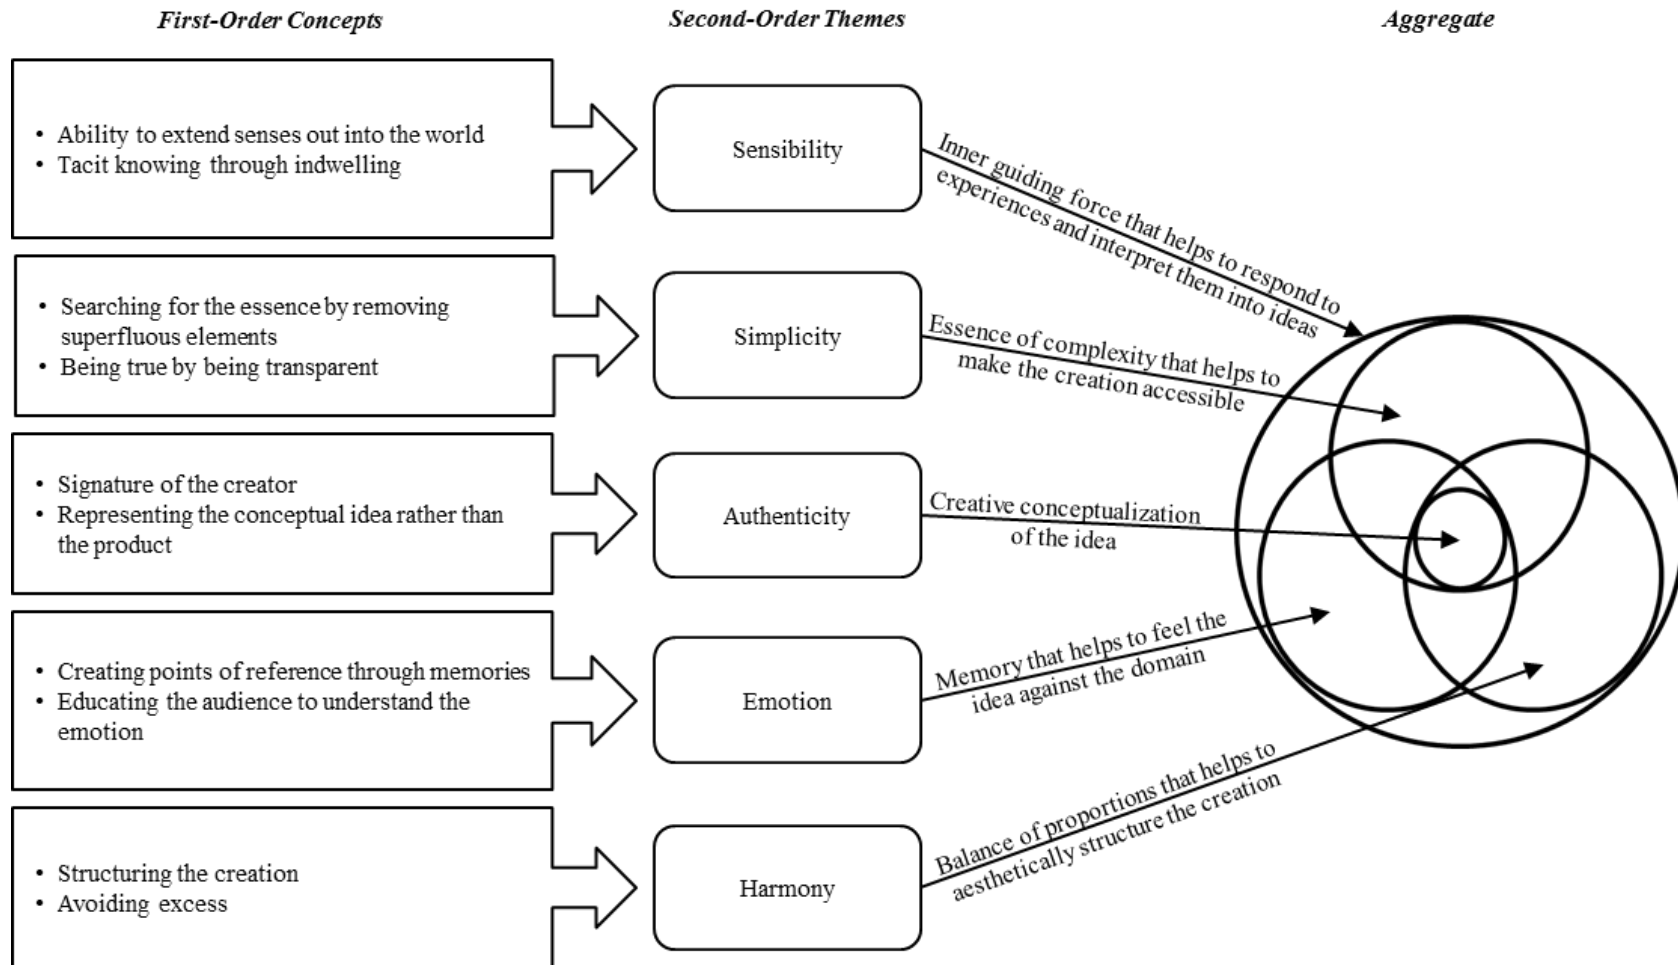 First-Order Concepts
Second-Order Themes
Aggregate
• Ability to extend senses out into the world
• Tacit knowing through indwelling
Sensibility
Inner guiding force that helps to respond to
experiences and interpret them into ideas
• Searching for the essence by removing
superfluous elements
• Being true by being transparent
Simplicity
Essence of complexity that helps to
make the creation accessible
• Signature of the creator
• Representing the conceptual idea rather than
the product
Authenticity
Creative conceptualization
of the idea
• Creating points of reference through memories
• Educating the audience to understand the
emotion
Emotion
Memory that helps to feel the
idea against the domain
• Structuring the creation
• Avoiding excess
Harmony
Balance of proportions that helps to
aesthetically structure the creation